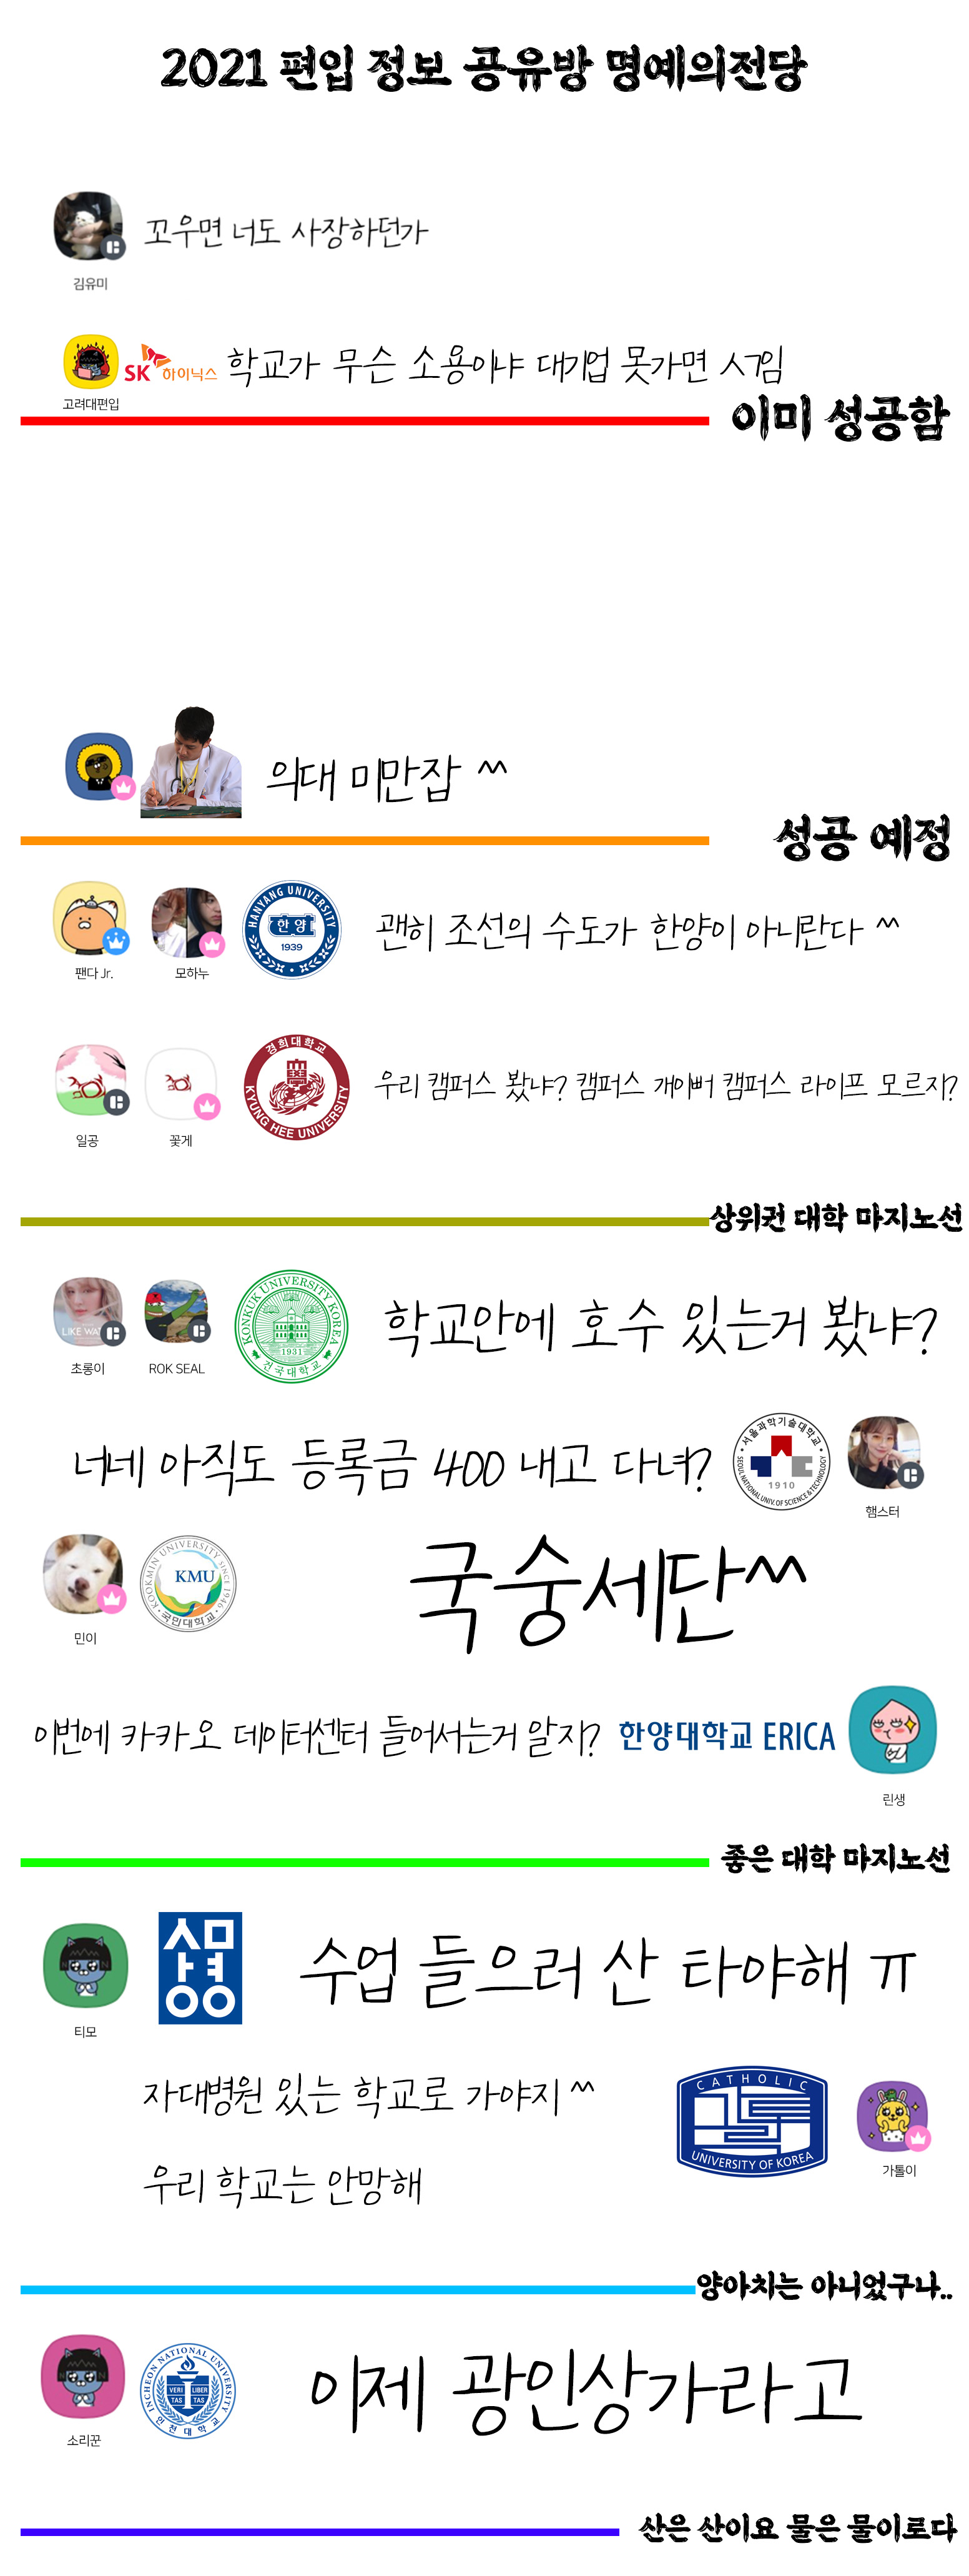 2021 편입 정보 공유방 명예의전당
꼬우면 너도 사장하던가
김유미
SK 하이닉스
학교가 무슨 소용이냐 대기업 못가면 ㅅㄱ임
고려대편입
이미 성공함
의대 미만잡 ^^
성공 예정
HANYANG UNIVERSITY
한양
1939
괜히 조선의 수도가 한양이 아니란다 ^^
팬다 Jr.
모하누
경희대학교
KYUNG HEE UNIVERSITY
우리 캠퍼스 봤냐? 캠퍼스 개이뻐 캠퍼스 라이프 모르지?
일공
꽃게
상위권 대학 마지노선
LIKE WA
KONKUK UNIVERSITY KOREA
1931
건국대학교
학교안에 호수 있는거 봤냐?
초롱이
ROK SEAL
너네 아직도 등록금 400 내고 다녀?
서울과학기술대학교
SEOUL NATIONAL UNIV. OF SCIENCE & TECHNOLOGY
1910
햄스터
KOOKMIN UNIVERSITY SINCE 1946
KMU
국민대학교
국숭세단^^
민이
이번에 카카오 데이터센터 들어서는거 알지?
한양대학교 ERICA
린생
좋은 대학 마지노선
상명
수업 들으러 산 타야해 ㅠ
티모
자대병원 있는 학교로 가야지 ^^
CATHOLIC
UNIVERSITY OF KOREA
가톨이
우리 학교는 안망해
양아치는 아니었구나..
INCHEON NATIONAL UNIVERSITY
VERI TAS
LIBER TAS
인천대학교
이제 광인상가라고
소리꾼
산은 산이요 물은 물이로다